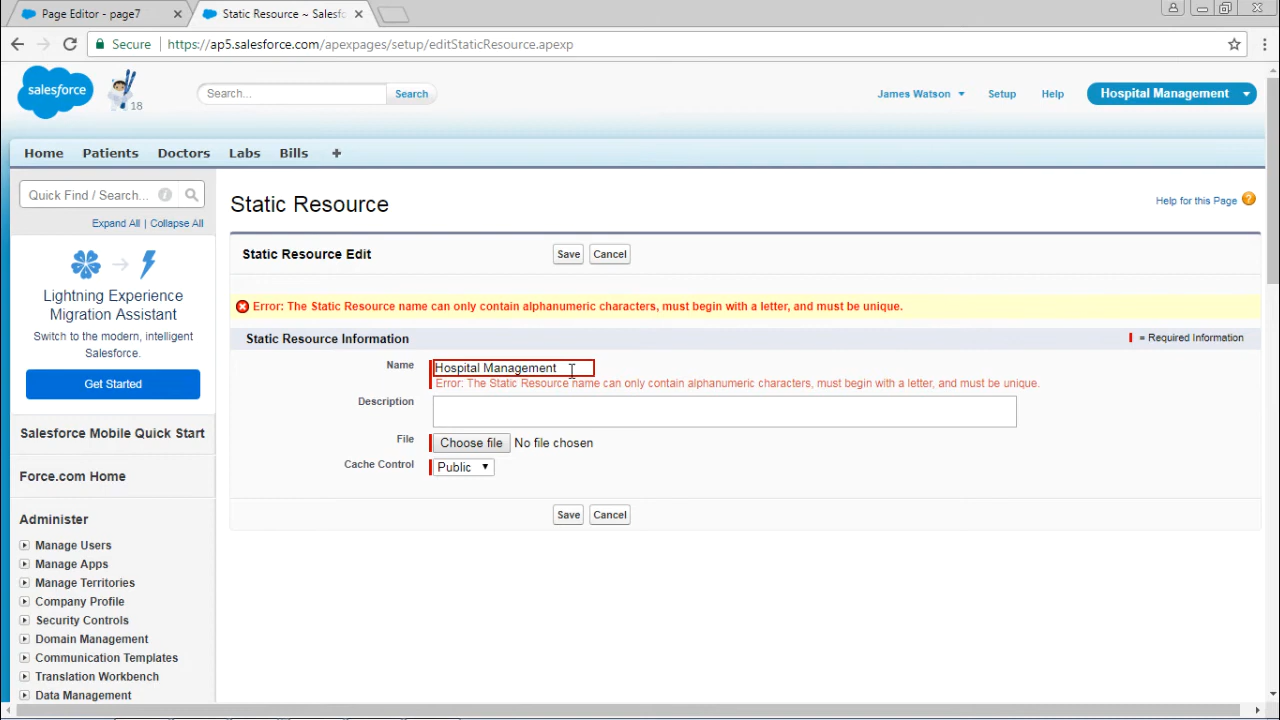 Page Editor - page7
Static Resource ~ Salesfo
Secure
https://ap5.salesforce.com/apexpages/setup/editStaticResource.apexp
salesforce
18
Search...
Search
James Watson
Setup
Help
Hospital Management
Home
Patients
Doctors
Labs
Bills
+
Quick Find / Search...
i
Expand All | Collapse All
Lightning Experience
Migration Assistant
Switch to the modern, intelligent
Salesforce.
Get Started
Salesforce Mobile Quick Start
Force.com Home
Administer
Manage Users
Manage Apps
Manage Territories
Company Profile
Security Controls
Domain Management
Communication Templates
Translation Workbench
Data Management
Static Resource
Help for this Page
?
Static Resource Edit
Save
Cancel
Error: The Static Resource name can only contain alphanumeric characters, must begin with a letter, and must be unique.
Static Resource Information
= Required Information
Name
Hospital Management
Error: The Static Resource name can only contain alphanumeric characters, must begin with a letter, and must be unique.
Description
File
Choose file
No file chosen
Cache Control
Public
Save
Cancel